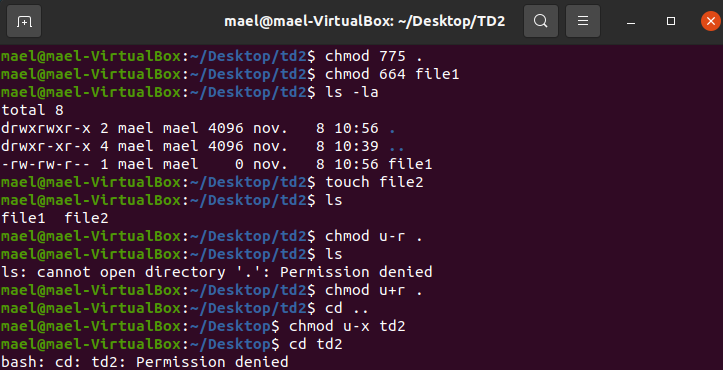 mael@mael-VirtualBox: ~/Desktop/TD2
mael@mael-VirtualBox:~/Desktop/td2$ chmod 775 .
mael@mael-VirtualBox:~/Desktop/td2$ chmod 664 file1
mael@mael-VirtualBox:~/Desktop/td2$ ls -la
total 8
drwxrwxr-x 2 mael mael 4096 nov.   8 10:56 .
drwxr-xr-x 4 mael mael 4096 nov.   8 10:39 ..
-rw-rw-r-- 1 mael mael    0 nov.   8 10:56 file1
mael@mael-VirtualBox:~/Desktop/td2$ touch file2
mael@mael-VirtualBox:~/Desktop/td2$ ls
file1  file2
mael@mael-VirtualBox:~/Desktop/td2$ chmod u-r .
mael@mael-VirtualBox:~/Desktop/td2$ ls
ls: cannot open directory '.': Permission denied
mael@mael-VirtualBox:~/Desktop/td2$ chmod u+r .
mael@mael-VirtualBox:~/Desktop/td2$ cd ..
mael@mael-VirtualBox:~/Desktop$ chmod u-x td2
mael@mael-VirtualBox:~/Desktop$ cd td2
bash: cd: td2: Permission denied